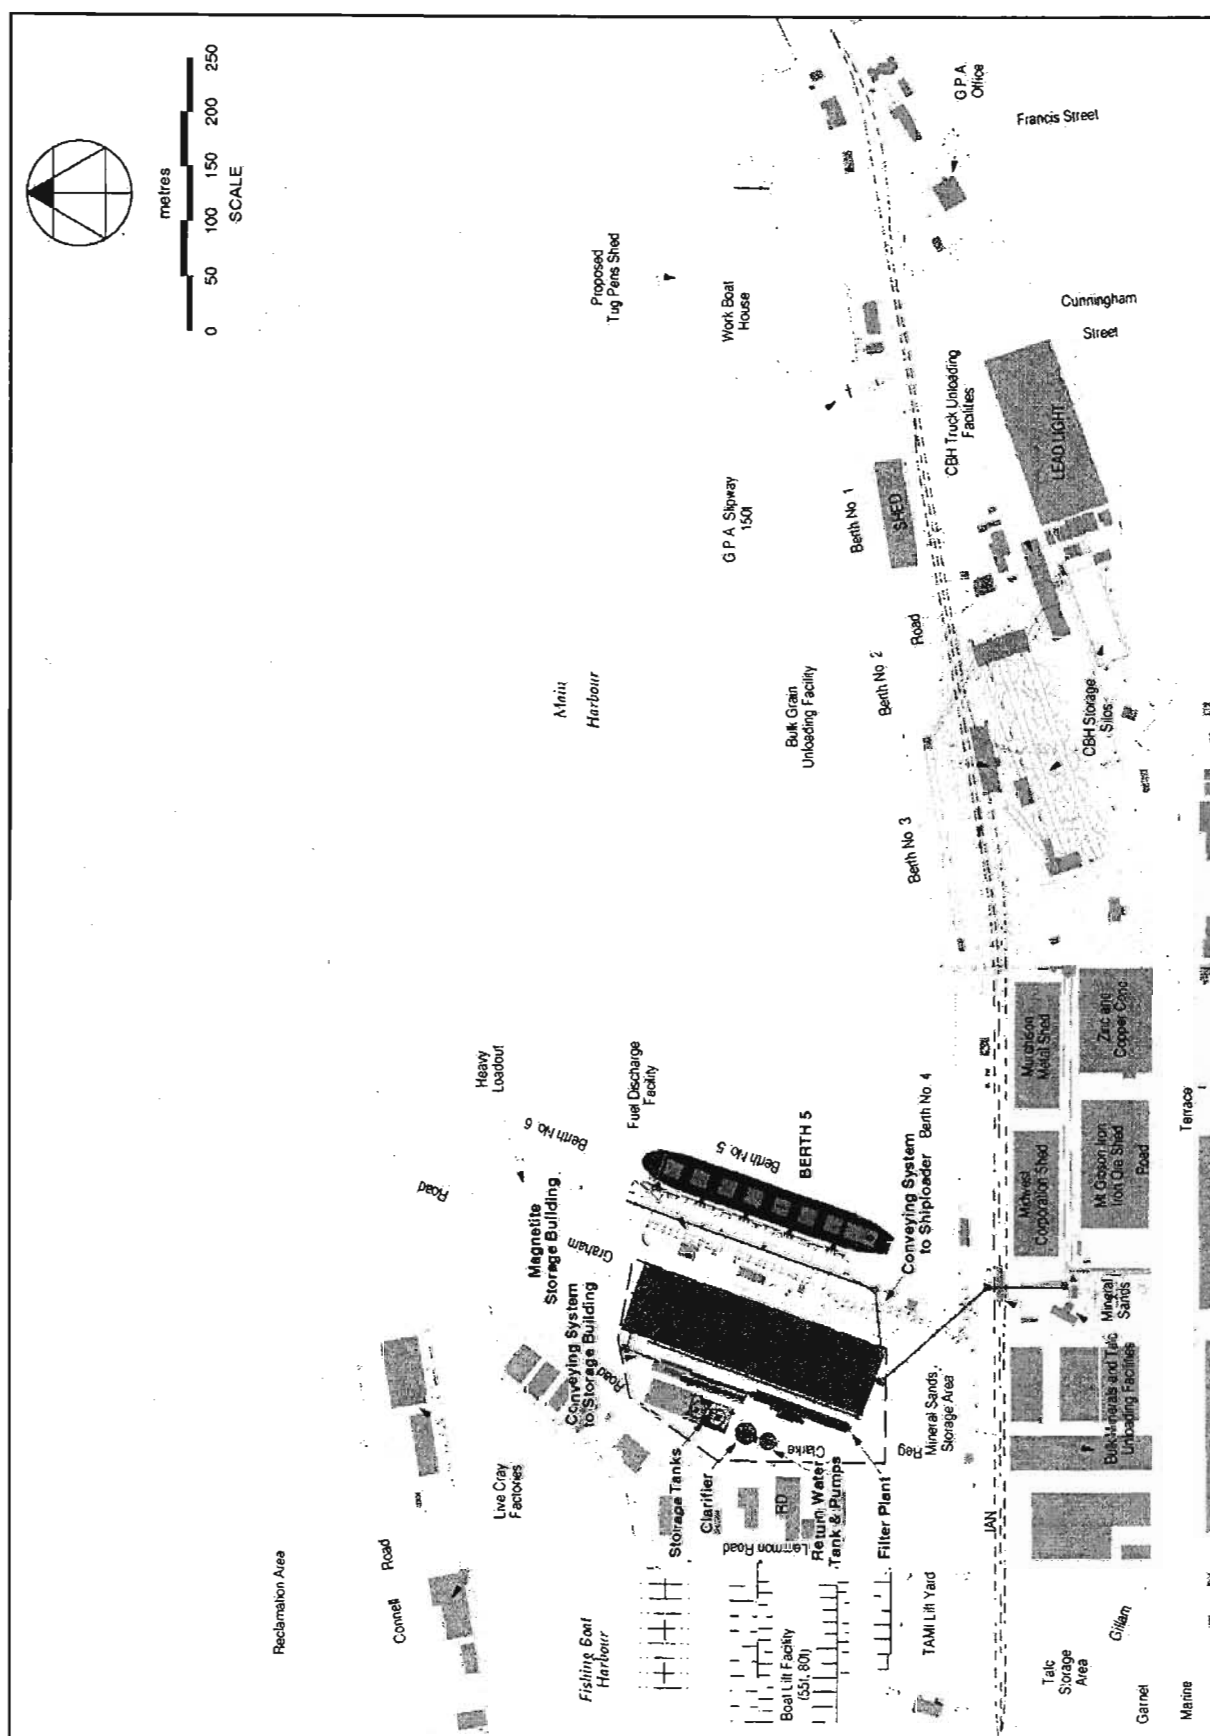 0 50 100 150 200 250
metres
SCALE
Reclamation Area
Connell
Road
Live Cray
Factories
Fishing Boat
Harbour
Road
Heavy
Loadout
Berth No. 6
Magnetite
Storage Building
Graham
Conveying System
to Storage Building
Road
Main
Harbour
Proposed
Tug Pens Shed
Work Boat
House
G.P.A. Slipway
150t
Fuel Discharge
Facility
Berth No. 5
BERTH 5
Storage Tanks
Clarifier
Return Water
Tank & Pumps
Filter Plant
RD
Clarke
Reg
Boat Lift Facility
(55t, 80t)
TAMI Lift Yard
Mineral Sands
Storage Area
Conveying System
to Shiploader
Berth No. 4
Berth No. 3
Bulk Grain
Unloading Facility
Berth No. 2
Road
Berth No. 1
SHED
G.P.A.
Office
Francis Street
Cunningham
Street
CBH Truck Unloading
Facilities
LEAD LIGHT
CBH Storage
Silos
IAN
Talc
Storage
Area
Gillam
Bulk Minerals and Talc
Unloading Facilities
Mineral
Sands
Midwest
Corporation Shed
Murchison
Metal Shed
Mt Gibson Iron
Iron Ore Shed
Road
Zinc and
Copper Conc.
Garnet
Marine
Terrace